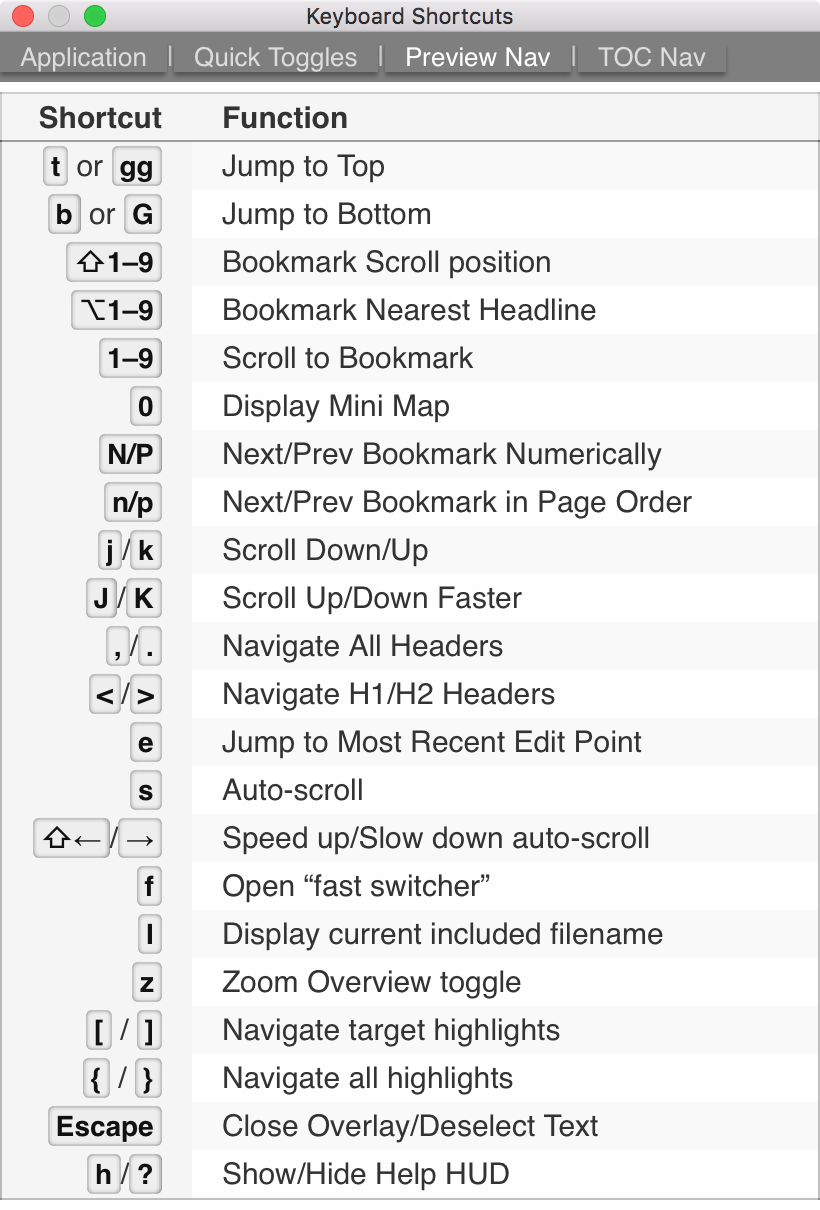 Keyboard Shortcuts
Application | Quick Toggles | Preview Nav | TOC Nav
Shortcut Function
t or gg Jump to Top
b or G Jump to Bottom
⇧1–9 Bookmark Scroll position
⌥1–9 Bookmark Nearest Headline
1–9 Scroll to Bookmark
0 Display Mini Map
N/P Next/Prev Bookmark Numerically
n/p Next/Prev Bookmark in Page Order
j/k Scroll Down/Up
J/K Scroll Up/Down Faster
,/. Navigate All Headers
</> Navigate H1/H2 Headers
e Jump to Most Recent Edit Point
s Auto-scroll
⇧←/→ Speed up/Slow down auto-scroll
f Open “fast switcher”
l Display current included filename
z Zoom Overview toggle
[ / ] Navigate target highlights
{ / } Navigate all highlights
Escape Close Overlay/Deselect Text
h/? Show/Hide Help HUD